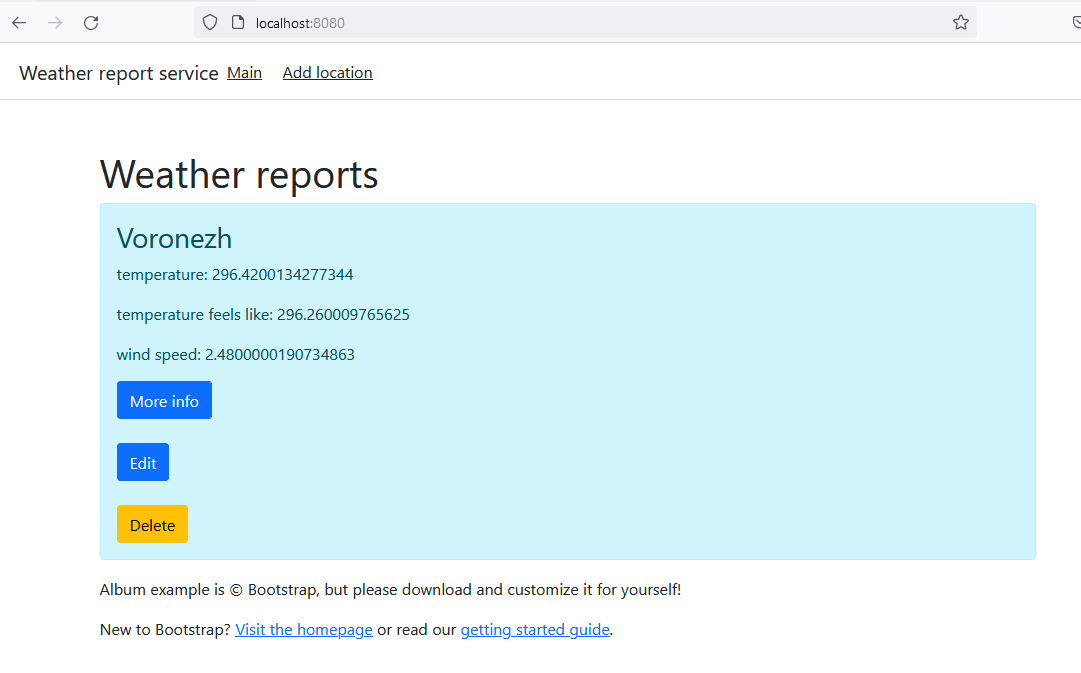 localhost:8080
Weather report service Main Add location
Weather reports
Voronezh
temperature: 296.4200134277344
temperature feels like: 296.260009765625
wind speed: 2.4800000190734863
More info
Edit
Delete
Album example is © Bootstrap, but please download and customize it for yourself!
New to Bootstrap? Visit the homepage or read our getting started guide.